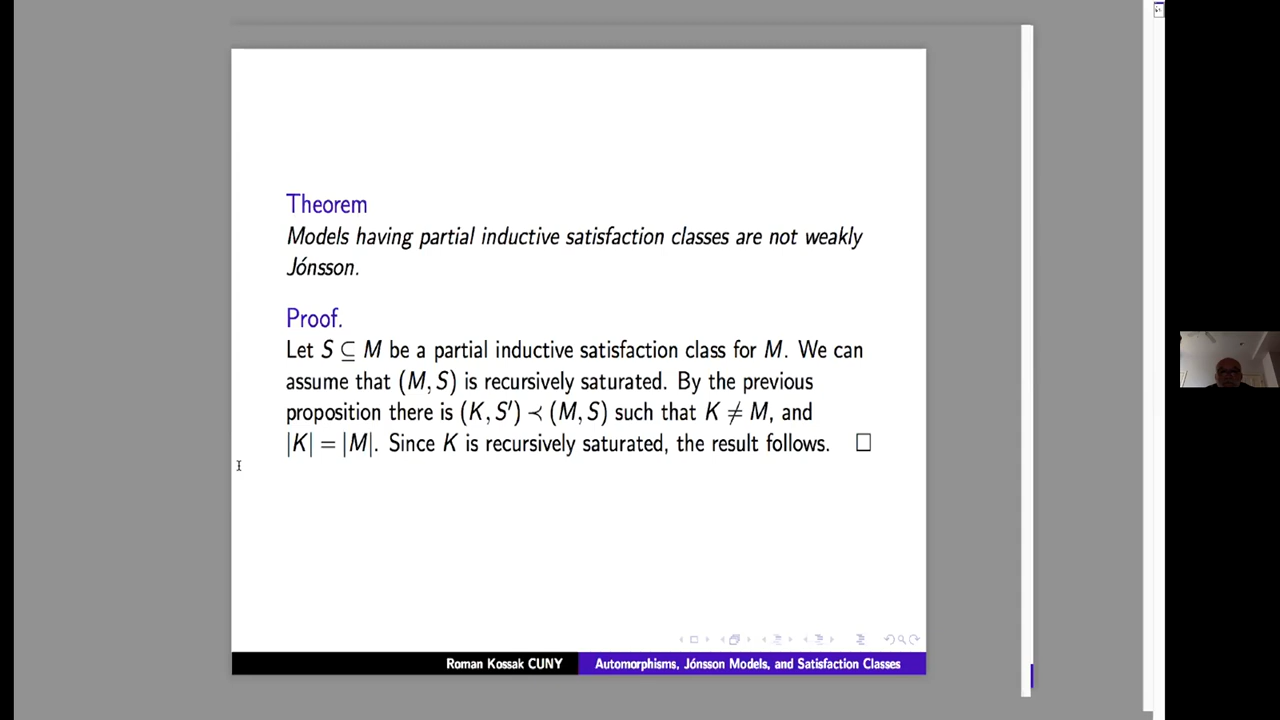 Theorem
Models having partial inductive satisfaction classes are not weakly
Jónsson.
Proof.
Let S ⊆ M be a partial inductive satisfaction class for M. We can
assume that (M, S) is recursively saturated. By the previous
proposition there is (K, S′) ≺ (M, S) such that K ≠ M, and
|K| = |M|. Since K is recursively saturated, the result follows. □
Roman Kossak CUNY
Automorphisms, Jónsson Models, and Satisfaction Classes